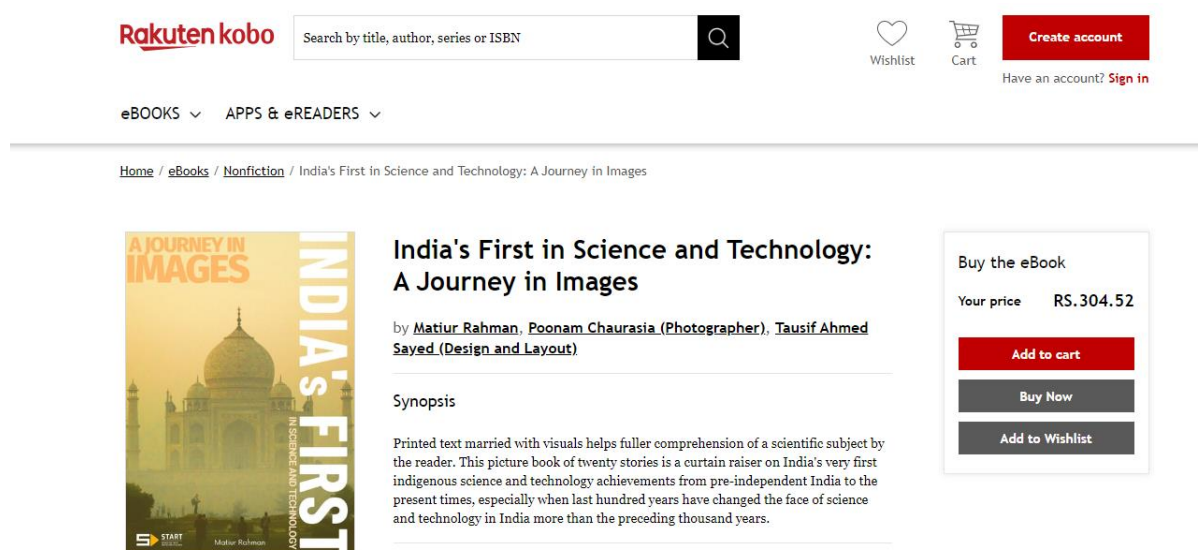 Rakuten kobo
Search by title, author, series or ISBN
Wishlist
Cart
Create account
Have an account? Sign in
eBOOKS
APPS & eREADERS
Home / eBooks / Nonfiction / India's First in Science and Technology: A Journey in Images
A JOURNEY IN
IMAGES
INDIA's FIRST
IN SCIENCE AND TECHNOLOGY
START
Matiur Rahman
India's First in Science and Technology:
A Journey in Images
by Matiur Rahman, Poonam Chaurasia (Photographer), Tausif Ahmed
Sayed (Design and Layout)
Synopsis
Printed text married with visuals helps fuller comprehension of a scientific subject by
the reader. This picture book of twenty stories is a curtain raiser on India's very first
indigenous science and technology achievements from pre-independent India to the
present times, especially when last hundred years have changed the face of science
and technology in India more than the preceding thousand years.
Buy the eBook
Your price RS.304.52
Add to cart
Buy Now
Add to Wishlist